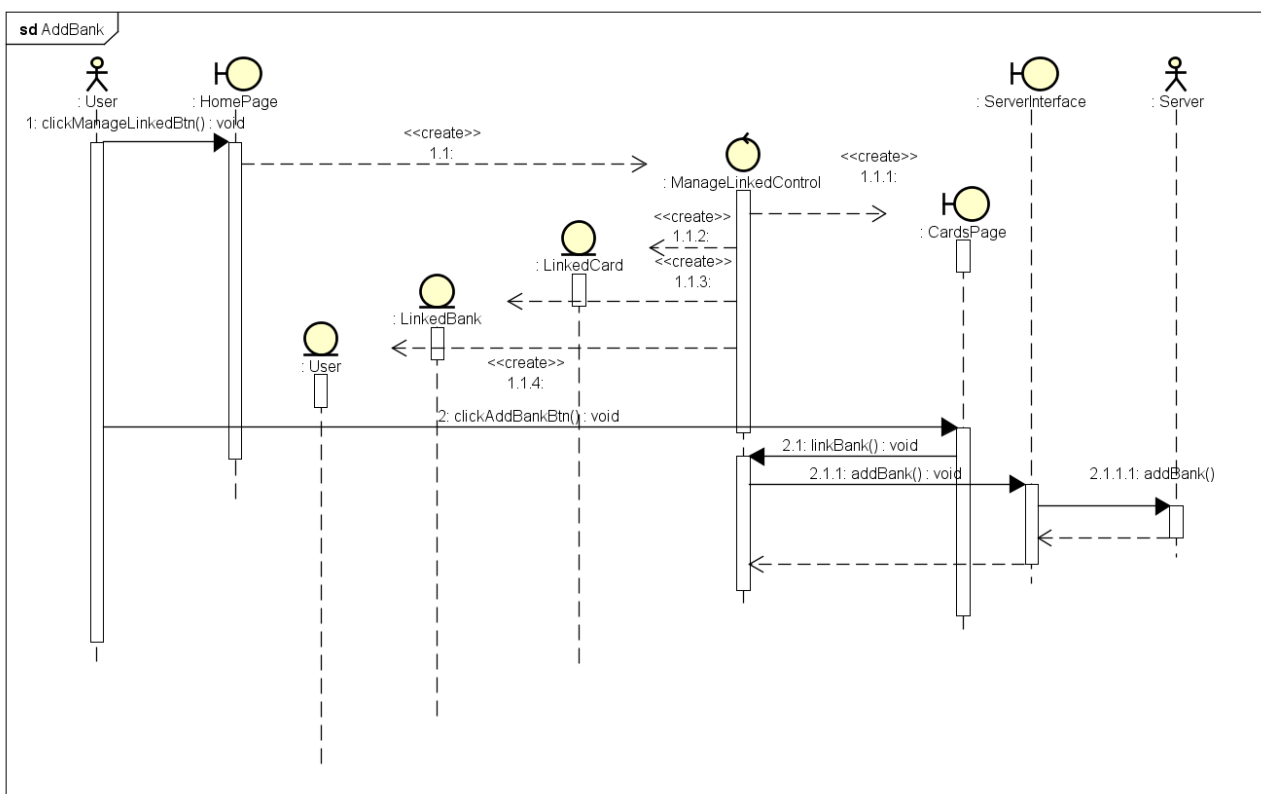 sd AddBank
: User
: HomePage
: ServerInterface
: Server
1: clickManageLinkedBtn() : void
<<create>>
1.1:
<<create>>
1.1.1:
: ManageLinkedControl
<<create>>
1.1.2:
: CardsPage
: LinkedCard
<<create>>
1.1.3:
: LinkedBank
: User
<<create>>
1.1.4:
2: clickAddBankBtn() : void
2.1: linkBank() : void
2.1.1: addBank() : void
2.1.1.1: addBank()